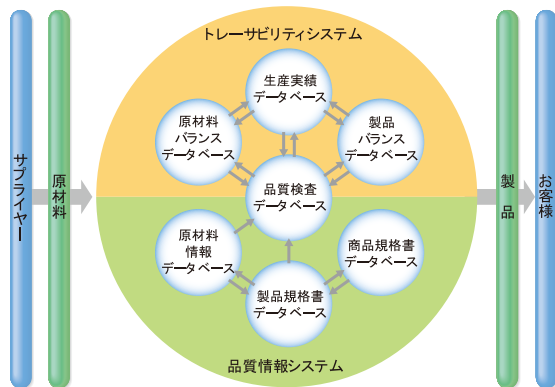 トレーサビリティシステム
生産実績
データベース
原材料
バランス
データベース
製品
バランス
データベース
サプライヤー
原材料
品質検査
データベース
製品
お客様
原材料
情報
データベース
商品規格書
データベース
製品規格書
データベース
品質情報システム